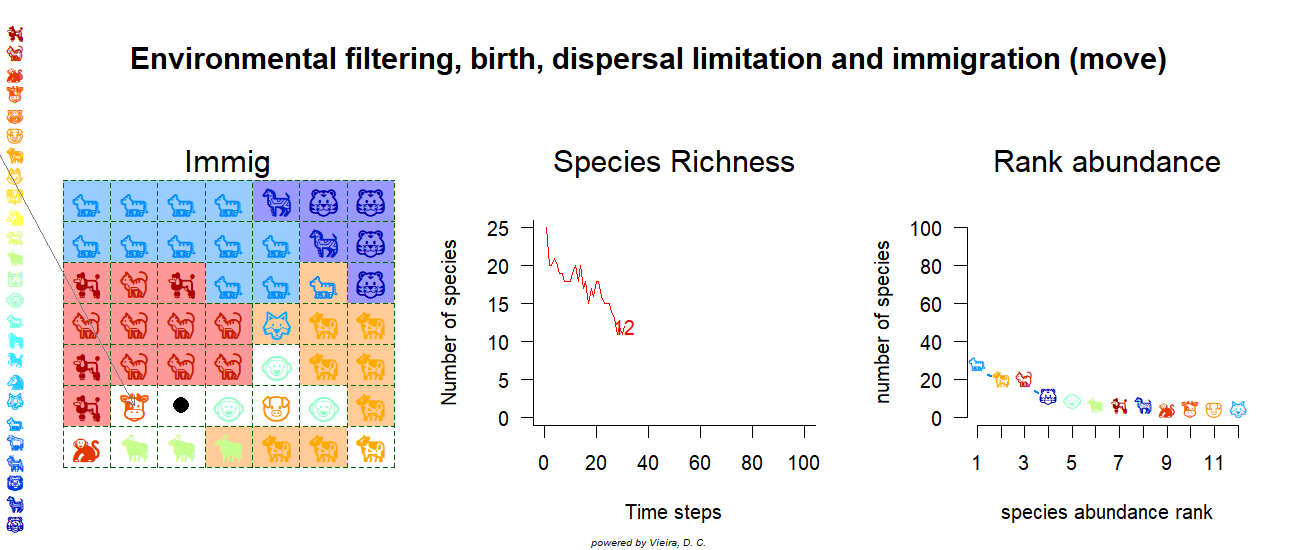 Environmental filtering, birth, dispersal limitation and immigration (move)
Immig
Species Richness
Rank abundance
Number of species
25
20
15
10
5
0
12
0 20 40 60 80 100
Time steps
number of species
100
80
60
40
20
0
1 3 5 7 9 11
species abundance rank
powered by Vieira, D. C.